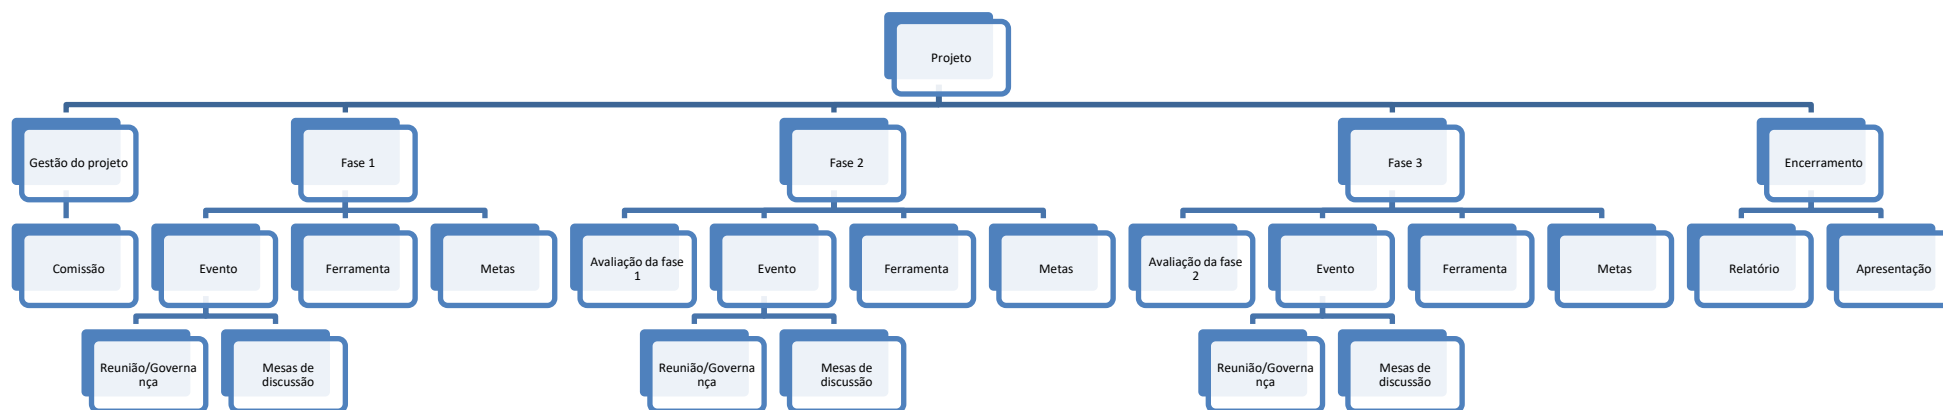 Projeto
Gestão do projeto
Fase 1
Fase 2
Fase 3
Encerramento
Comissão
Evento
Ferramenta
Metas
Avaliação da fase
1
Evento
Ferramenta
Metas
Avaliação da fase
2
Evento
Ferramenta
Metas
Relatório
Apresentação
Reunião/Governa
nça
Mesas de
discussão
Reunião/Governa
nça
Mesas de
discussão
Reunião/Governa
nça
Mesas de
discussão